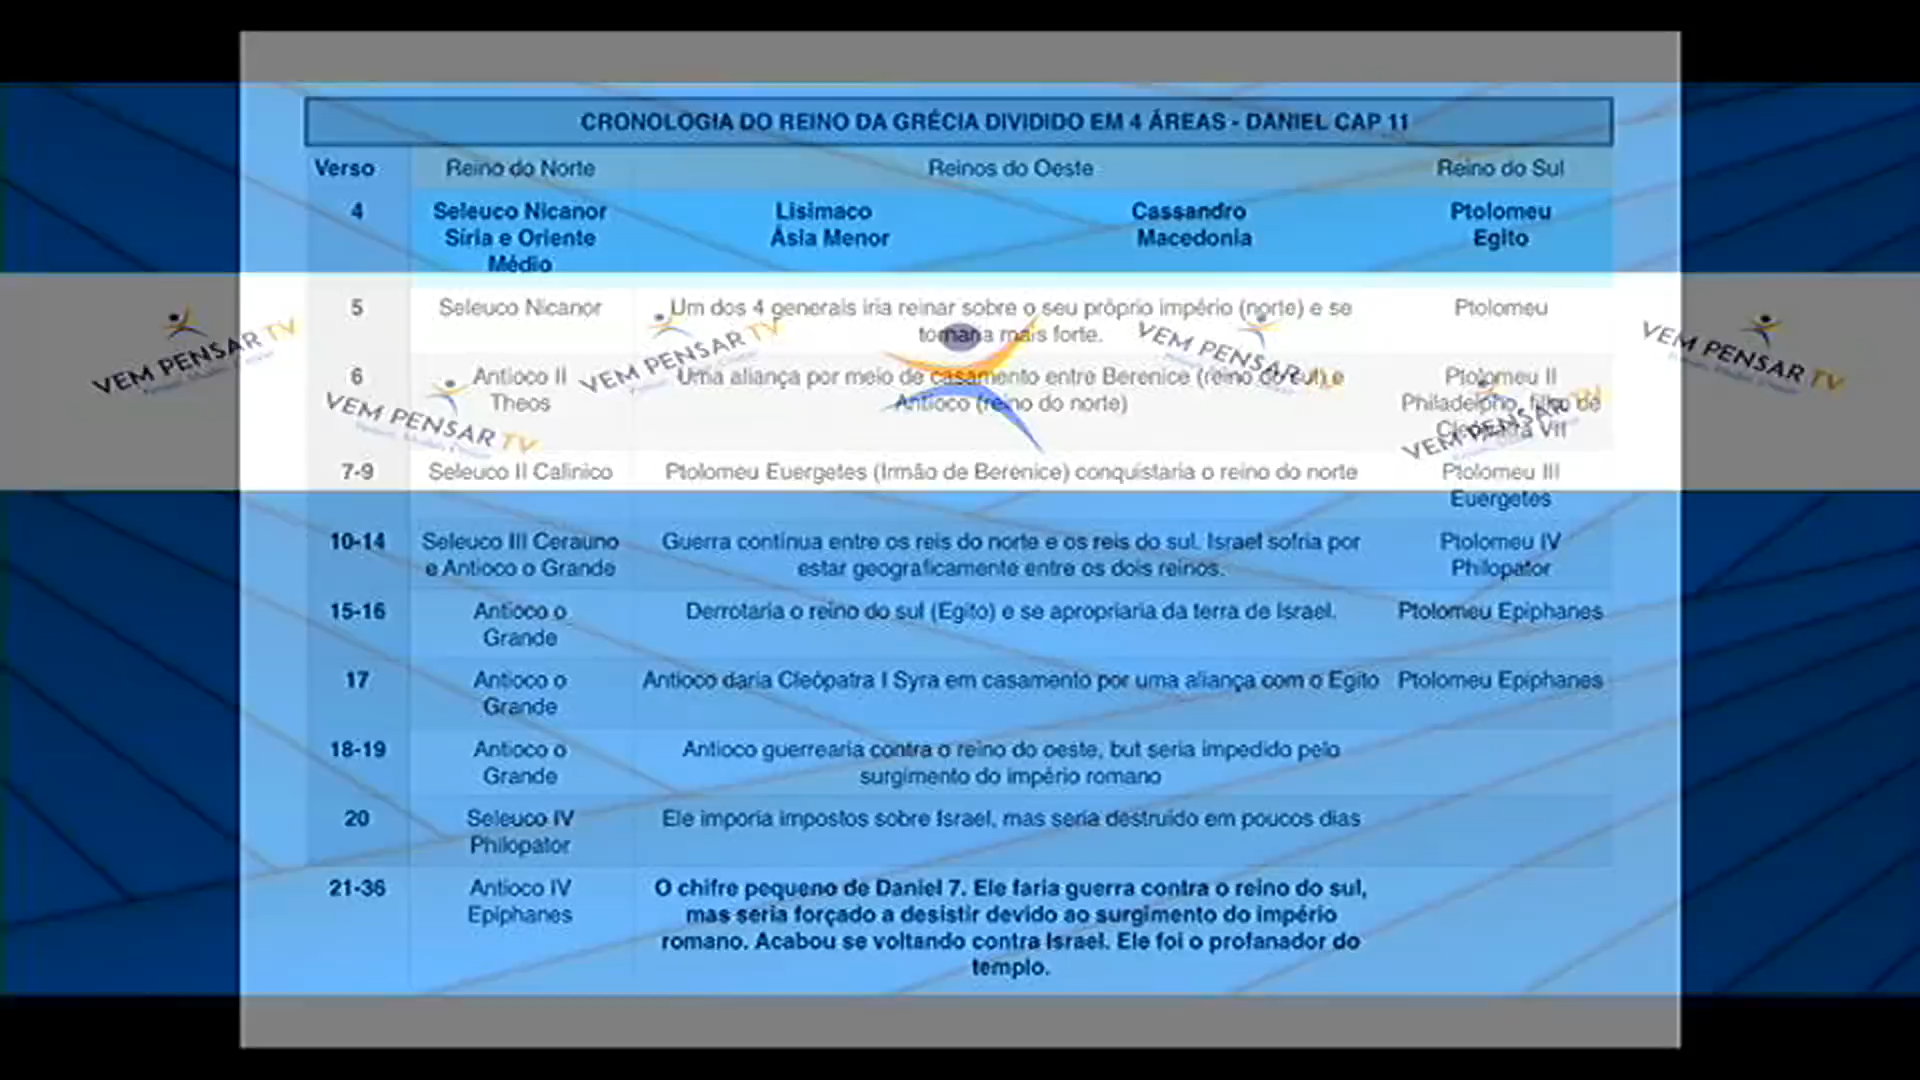 CRONOLOGIA DO REINO DA GRÉCIA DIVIDIDO EM 4 ÁREAS - DANIEL CAP 11
Verso Reino do Norte Reinos do Oeste Reino do Sul
4 Seleuco Nicanor Lisimaco Cassandro Ptolomeu
Síria e Oriente Ásia Menor Macedonia Egito
Médio
5 Seleuco Nicanor Um dos 4 generais iria reinar sobre o seu próprio império (norte) e se Ptolomeu
tornaria mais forte.
6 Antioco II Uma aliança por meio de casamento entre Berenice (reino do sul) e Ptolomeu II
Theos Antioco (reino do norte) Philadelpho, filho de
Cleópatra VII
7-9 Seleuco II Calinico Ptolomeu Euergetes (Irmão de Berenice) conquistaria o reino do norte Ptolomeu III
Euergetes
10-14 Seleuco III Cerauno Guerra contínua entre os reis do norte e os reis do sul. Israel sofria por Ptolomeu IV
e Antioco o Grande estar geograficamente entre os dois reinos. Philopator
15-16 Antioco o Derrotaria o reino do sul (Egito) e se apropriaria da terra de Israel. Ptolomeu Epiphanes
Grande
17 Antioco o Antioco daria Cleópatra I Syra em casamento por uma aliança com o Egito Ptolomeu Epiphanes
Grande
18-19 Antioco o Antioco guerrearia contra o reino do oeste, but seria impedido pelo
Grande surgimento do império romano
20 Seleuco IV Ele imporia impostos sobre Israel, mas seria destruído em poucos dias
Philopator
21-36 Antioco IV O chifre pequeno de Daniel 7. Ele faria guerra contra o reino do sul,
Epiphanes mas seria forçado a desistir devido ao surgimento do império
romano. Acabou se voltando contra Israel. Ele foi o profanador do
templo.
VEM PENSAR TV
VEM PENSAR TV
VEM PENSAR TV
VEM PENSAR
VEM PENSAR TV
VEM PENSAR